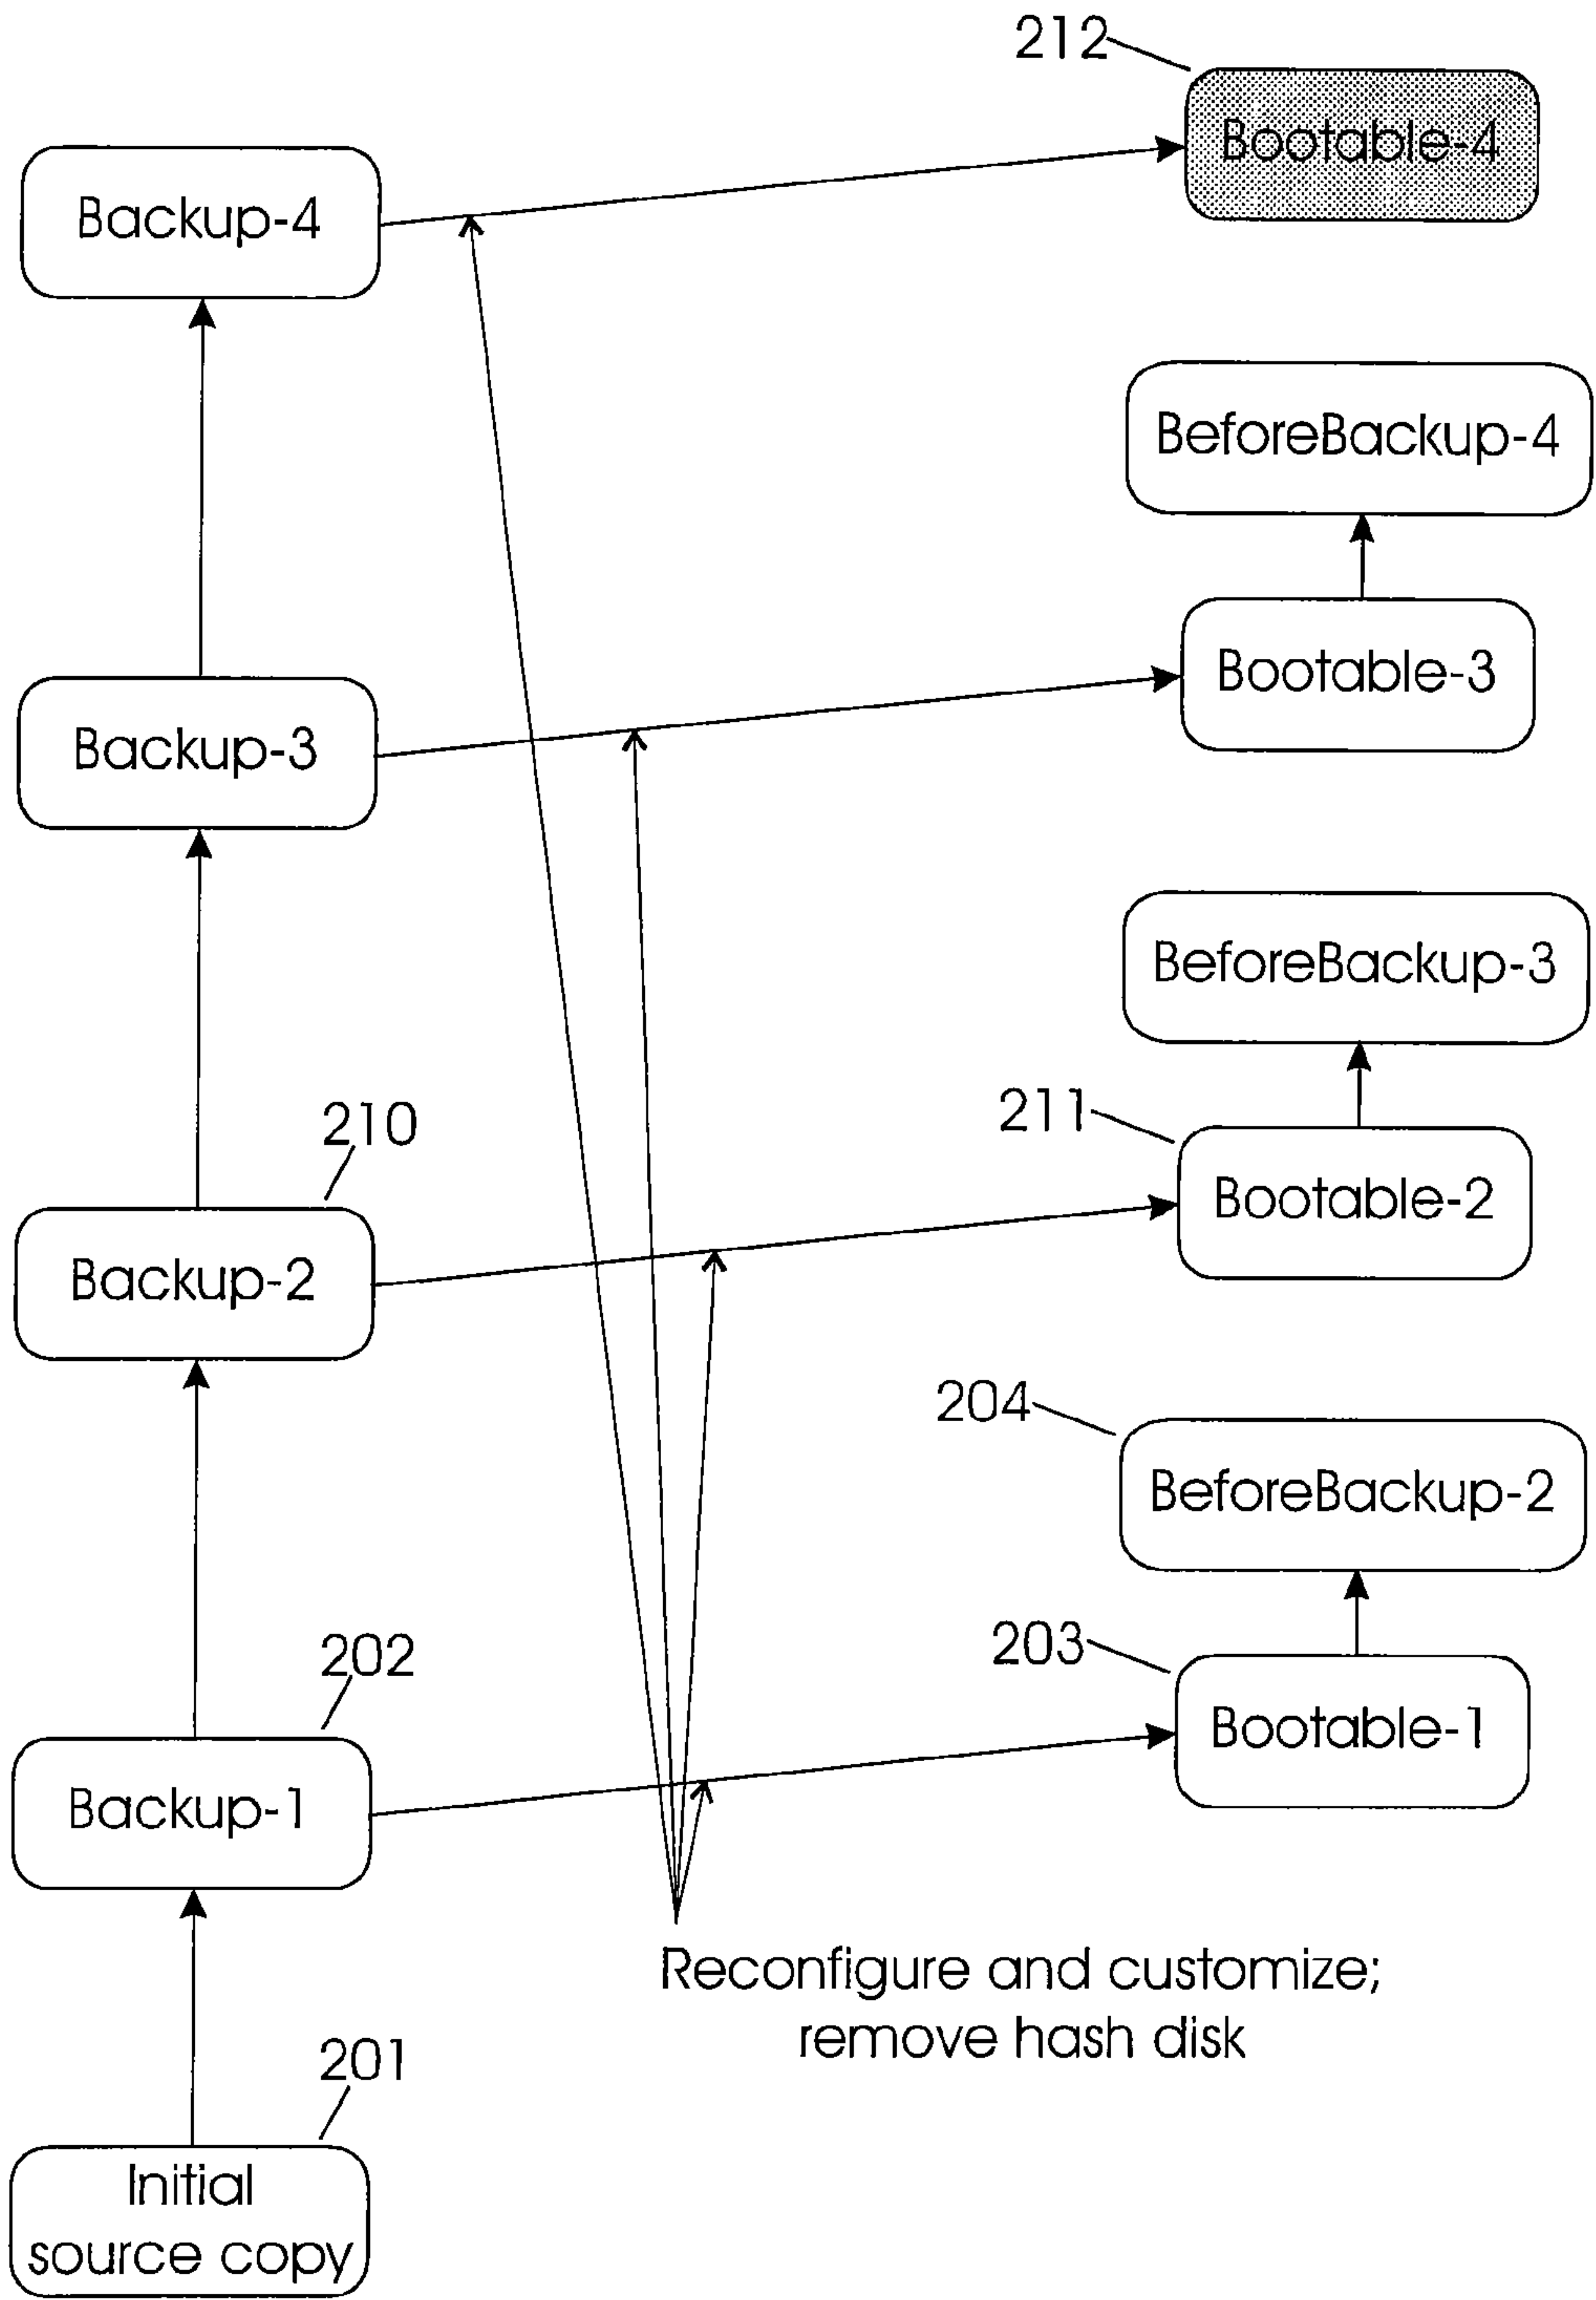 212
Bootable-4
Backup-4
BeforeBackup-4
Bootable-3
Backup-3
BeforeBackup-3
211
210
Bootable-2
Backup-2
204
BeforeBackup-2
203
202
Bootable-1
Backup-1
Reconfigure and customize;
remove hash disk
201
Initial
source copy